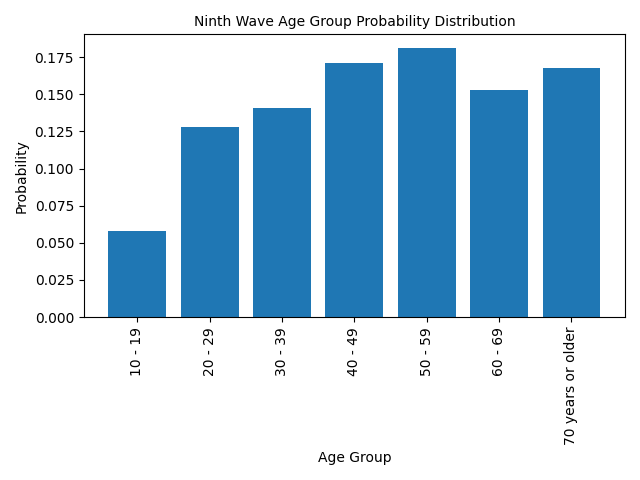 Ninth Wave Age Group Probability Distribution
Probability
0.175
0.150
0.125
0.100
0.075
0.050
0.025
0.000
10 - 19
20 - 29
30 - 39
40 - 49
50 - 59
60 - 69
70 years or older
Age Group